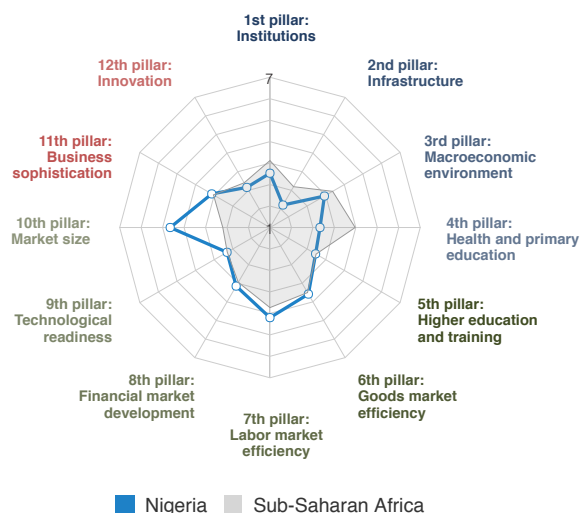 1st pillar:
Institutions
2nd pillar:
Infrastructure
3rd pillar:
Macroeconomic
environment
4th pillar:
Health and primary
education
5th pillar:
Higher education
and training
6th pillar:
Goods market
efficiency
7th pillar:
Labor market
efficiency
8th pillar:
Financial market
development
9th pillar:
Technological
readiness
10th pillar:
Market size
11th pillar:
Business
sophistication
12th pillar:
Innovation
7
1
Nigeria
Sub-Saharan Africa